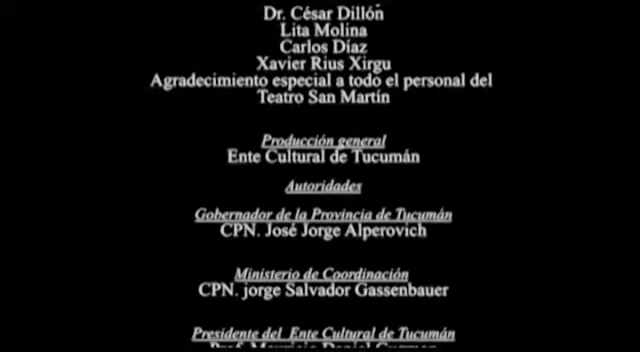 Dr. César Dillón
Lita Molina
Carlos Díaz
Xavier Rius Xirgu
Agradecimiento especial a todo el personal del
Teatro San Martín
Producción general
Ente Cultural de Tucumán
Autoridades
Gobernador de la Provincia de Tucumán
CPN. José Jorge Alperovich
Ministerio de Coordinación
CPN. jorge Salvador Gassenbauer
Presidente del Ente Cultural de Tucumán